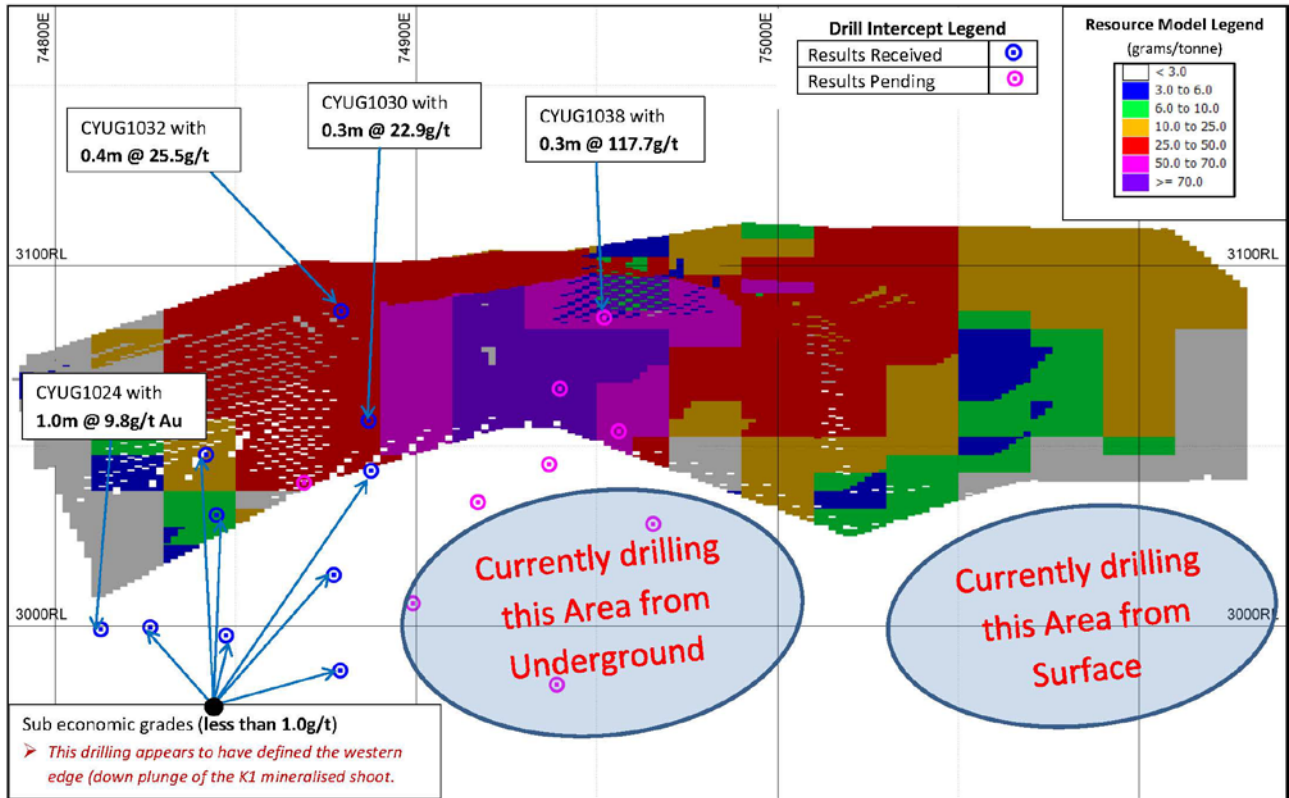 74800E
74900E
75000E
Drill Intercept Legend
Results Received
Results Pending
Resource Model Legend
(grams/tonne)
< 3.0
3.0 to 6.0
6.0 to 10.0
10.0 to 25.0
25.0 to 50.0
50.0 to 70.0
>= 70.0
CYUG1032 with
0.4m @ 25.5g/t
CYUG1030 with
0.3m @ 22.9g/t
CYUG1038 with
0.3m @ 117.7g/t
3100RL
3100RL
CYUG1024 with
1.0m @ 9.8g/t Au
Currently drilling
this Area from
Underground
Currently drilling
this Area from
Surface
3000RL
3000RL
Sub economic grades (less than 1.0g/t)
➤ This drilling appears to have defined the western
edge (down plunge of the K1 mineralised shoot.